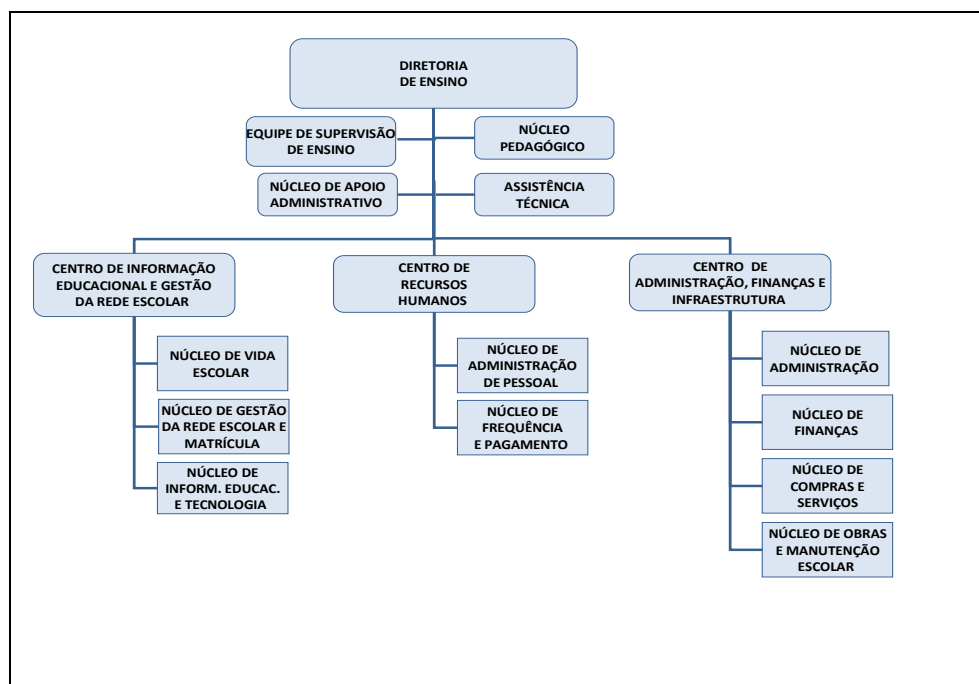 DIRETORIA
DE ENSINO
EQUIPE DE SUPERVISÃO
DE ENSINO
NÚCLEO
PEDAGÓGICO
NÚCLEO DE APOIO
ADMINISTRATIVO
ASSISTÊNCIA
TÉCNICA
CENTRO DE INFORMAÇÃO
EDUCACIONAL E GESTÃO
DA REDE ESCOLAR
CENTRO DE
RECURSOS
HUMANOS
CENTRO DE
ADMINISTRAÇÃO, FINANÇAS E
INFRAESTRUTURA
NÚCLEO DE VIDA
ESCOLAR
NÚCLEO DE GESTÃO
DA REDE ESCOLAR E
MATRÍCULA
NÚCLEO DE
INFORM. EDUCAC.
E TECNOLOGIA
NÚCLEO DE
ADMINISTRAÇÃO
DE PESSOAL
NÚCLEO DE
FREQUÊNCIA
E PAGAMENTO
NÚCLEO DE
ADMINISTRAÇÃO
NÚCLEO DE
FINANÇAS
NÚCLEO DE
COMPRAS E
SERVIÇOS
NÚCLEO DE OBRAS
E MANUTENÇÃO
ESCOLAR